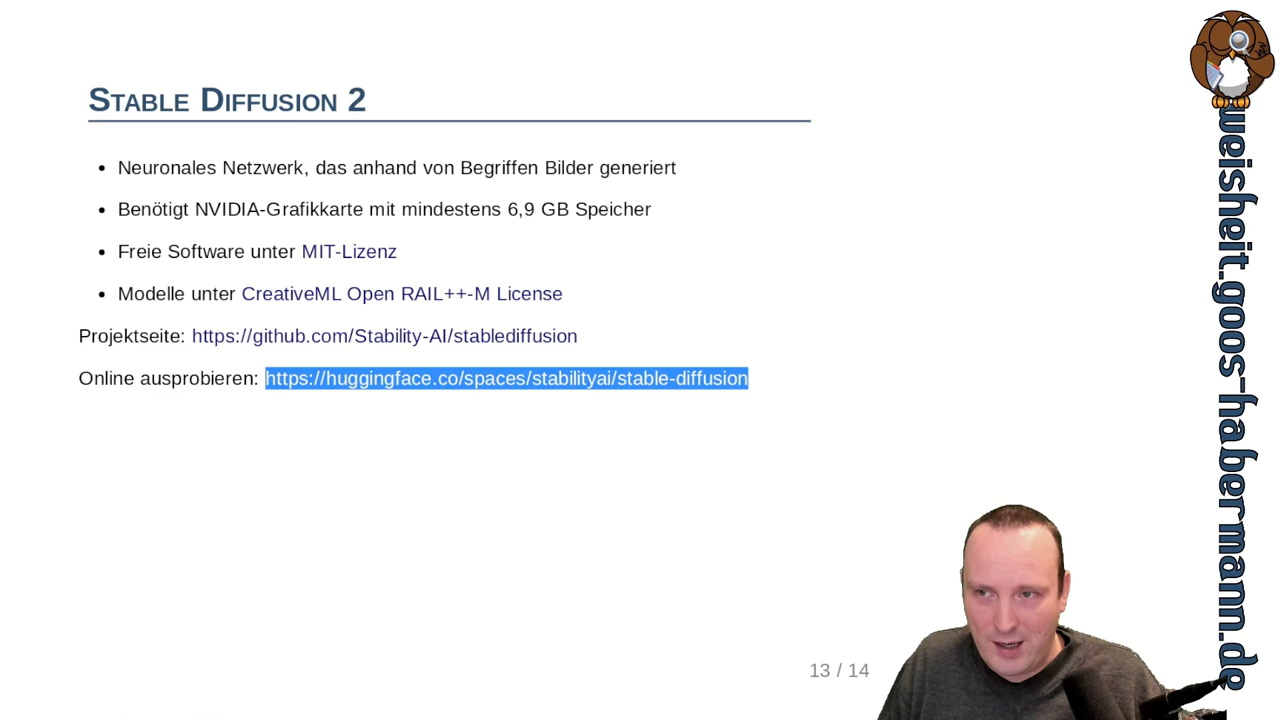 STABLE DIFFUSION 2
Neuronales Netzwerk, das anhand von Begriffen Bilder generiert
Benötigt NVIDIA-Grafikkarte mit mindestens 6,9 GB Speicher
Freie Software unter MIT-Lizenz
Modelle unter CreativeML Open RAIL++-M License
Projektseite: https://github.com/Stability-AI/stablediffusion
Online ausprobieren: https://huggingface.co/spaces/stabilityai/stable-diffusion
13 / 14
weisheit.goos-habermann.de